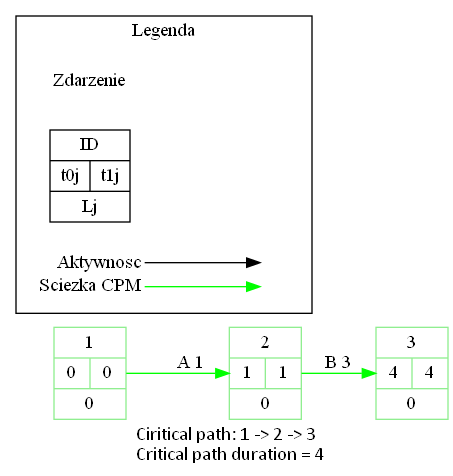 Legenda
Zdarzenie
ID
t0j t1j
Lj
Aktywnosc
Sciezka CPM
1 2 3
0 0 A 1 1 1 B 3 4 4
0 0 0
Ciritical path: 1 -> 2 -> 3
Critical path duration = 4